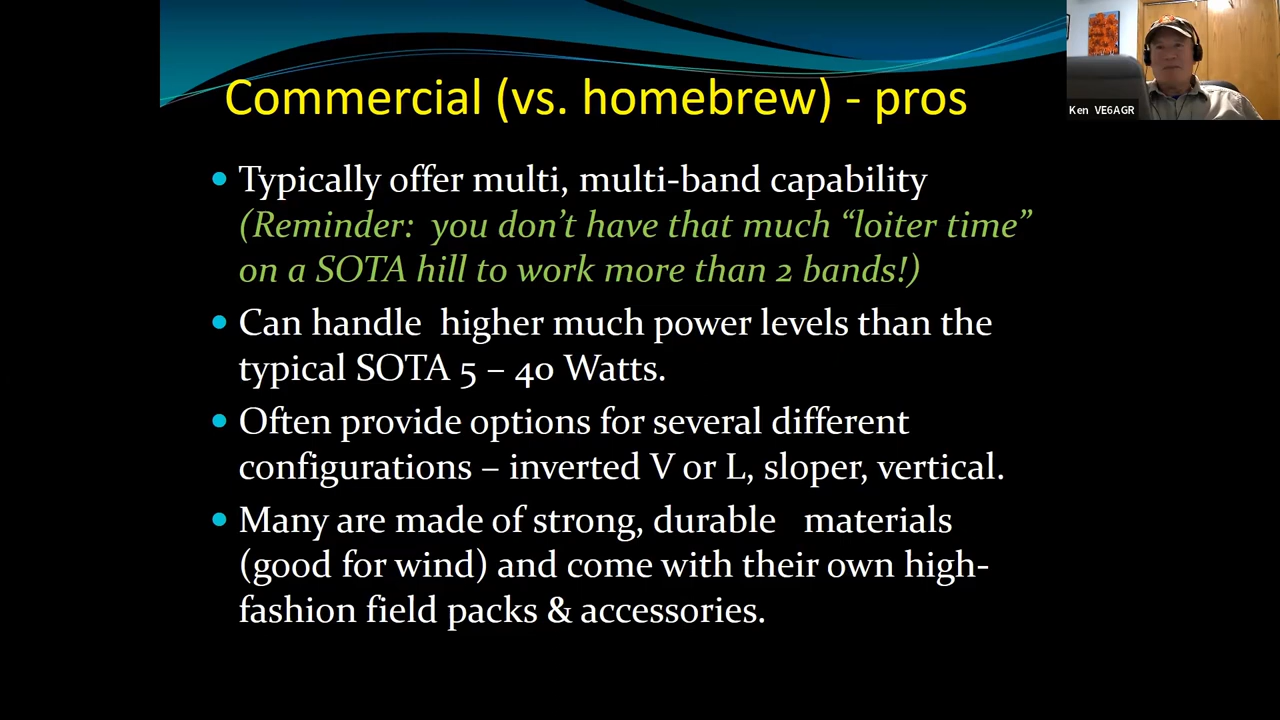 Commercial (vs. homebrew) - pros
Ken VE6AGR
• Typically offer multi, multi-band capability
(Reminder:  you don’t have that much “loiter time”
on a SOTA hill to work more than 2 bands!)
• Can handle  higher much power levels than the
typical SOTA 5 – 40 Watts.
• Often provide options for several different
configurations – inverted V or L, sloper, vertical.
• Many are made of strong, durable   materials
(good for wind) and come with their own high-
fashion field packs & accessories.